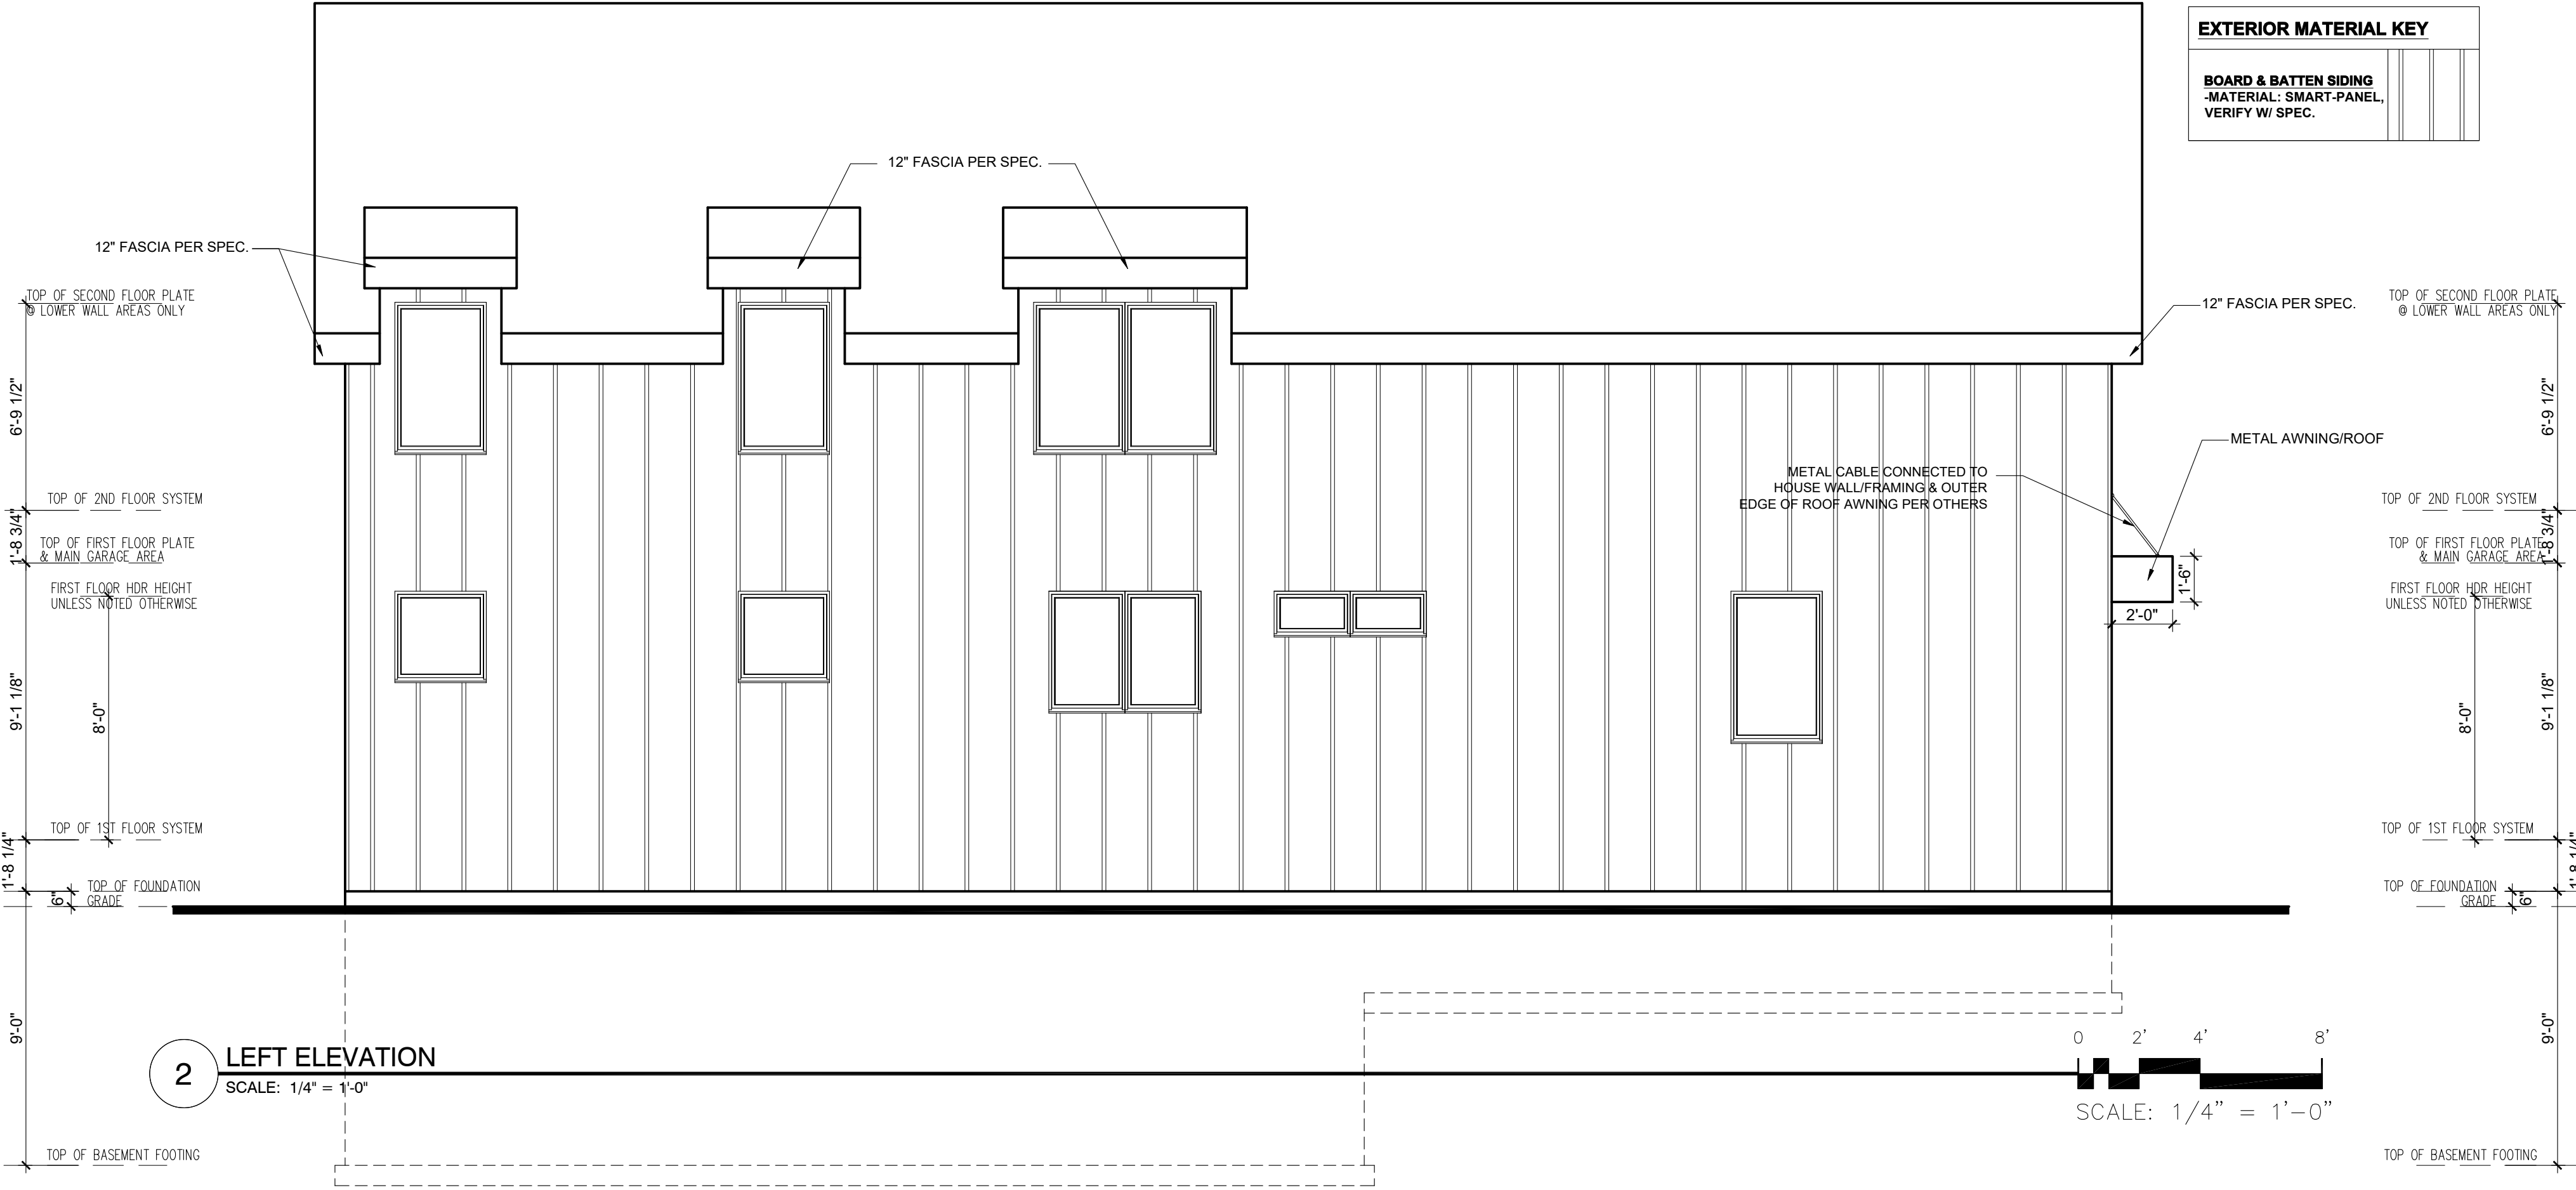 EXTERIOR MATERIAL KEY
BOARD & BATTEN SIDING
-MATERIAL: SMART-PANEL,
VERIFY W/ SPEC.
12" FASCIA PER SPEC.
12" FASCIA PER SPEC.
12" FASCIA PER SPEC.
TOP OF SECOND FLOOR PLATE
@ LOWER WALL AREAS ONLY
6'-9 1/2"
TOP OF 2ND FLOOR SYSTEM
1'-8 3/4"
TOP OF FIRST FLOOR PLATE
& MAIN GARAGE AREA
FIRST FLOOR HDR HEIGHT
UNLESS NOTED OTHERWISE
9'-1 1/8"
8'-0"
TOP OF 1ST FLOOR SYSTEM
1'-8 1/4"
TOP OF FOUNDATION
6"
GRADE
9'-0"
TOP OF BASEMENT FOOTING
METAL AWNING/ROOF
METAL CABLE CONNECTED TO
HOUSE WALL/FRAMING & OUTER
EDGE OF ROOF AWNING PER OTHERS
1'-6"
2'-0"
TOP OF SECOND FLOOR PLATE
@ LOWER WALL AREAS ONLY
6'-9 1/2"
TOP OF 2ND FLOOR SYSTEM
1'-8 3/4"
TOP OF FIRST FLOOR PLATE
& MAIN GARAGE AREA
FIRST FLOOR HDR HEIGHT
UNLESS NOTED OTHERWISE
9'-1 1/8"
8'-0"
TOP OF 1ST FLOOR SYSTEM
1'-8 1/4"
TOP OF FOUNDATION
6"
GRADE
9'-0"
TOP OF BASEMENT FOOTING
2
LEFT ELEVATION
SCALE: 1/4" = 1'-0"
0 2' 4' 8'
SCALE: 1/4" = 1'-0"